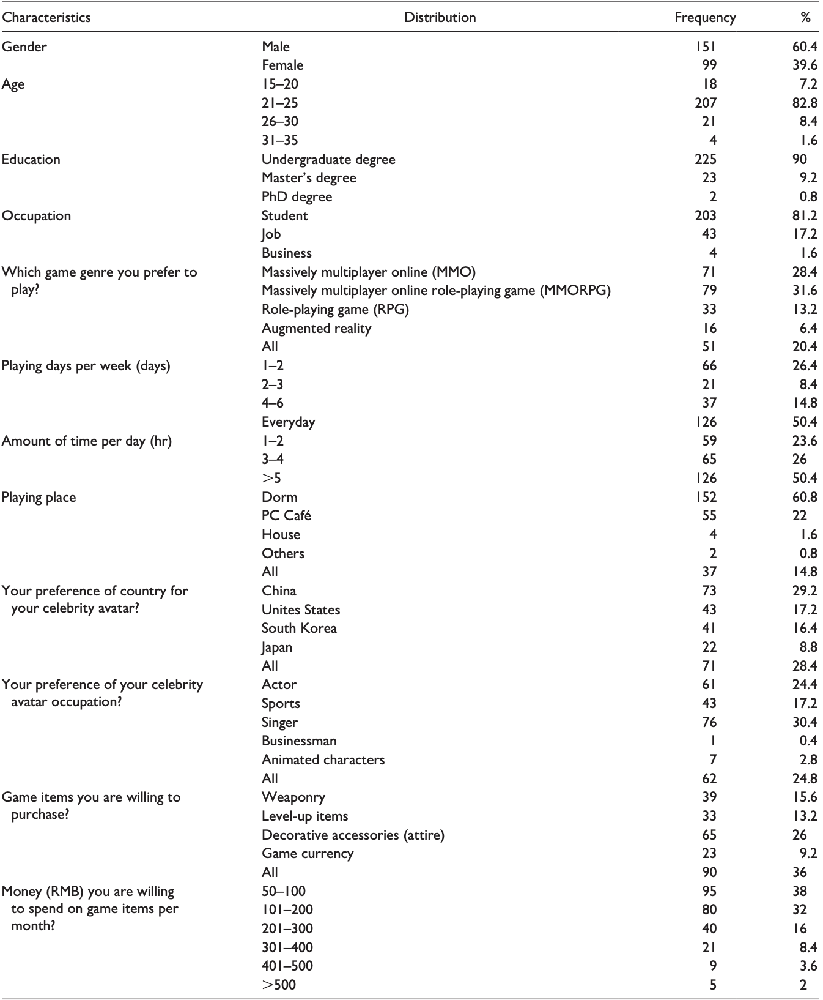 Characteristics Distribution Frequency %
Gender Male 151 60.4
Female 99 39.6
Age 15–20 18 7.2
21–25 207 82.8
26–30 21 8.4
31–35 4 1.6
Education Undergraduate degree 225 90
Master's degree 23 9.2
PhD degree 2 0.8
Occupation Student 203 81.2
Job 43 17.2
Business 4 1.6
Which game genre you prefer to Massively multiplayer online (MMO) 71 28.4
play? Massively multiplayer online role-playing game (MMORPG) 79 31.6
Role-playing game (RPG) 33 13.2
Augmented reality 16 6.4
All 51 20.4
Playing days per week (days) 1–2 66 26.4
2–3 21 8.4
4–6 37 14.8
Everyday 126 50.4
Amount of time per day (hr) 1–2 59 23.6
3–4 65 26
>5 126 50.4
Playing place Dorm 152 60.8
PC Café 55 22
House 4 1.6
Others 2 0.8
All 37 14.8
Your preference of country for China 73 29.2
your celebrity avatar? Unites States 43 17.2
South Korea 41 16.4
Japan 22 8.8
All 71 28.4
Your preference of your celebrity Actor 61 24.4
avatar occupation? Sports 43 17.2
Singer 76 30.4
Businessman 1 0.4
Animated characters 7 2.8
All 62 24.8
Game items you are willing to Weaponry 39 15.6
purchase? Level-up items 33 13.2
Decorative accessories (attire) 65 26
Game currency 23 9.2
All 90 36
Money (RMB) you are willing 50–100 95 38
to spend on game items per 101–200 80 32
month? 201–300 40 16
301–400 21 8.4
401–500 9 3.6
>500 5 2